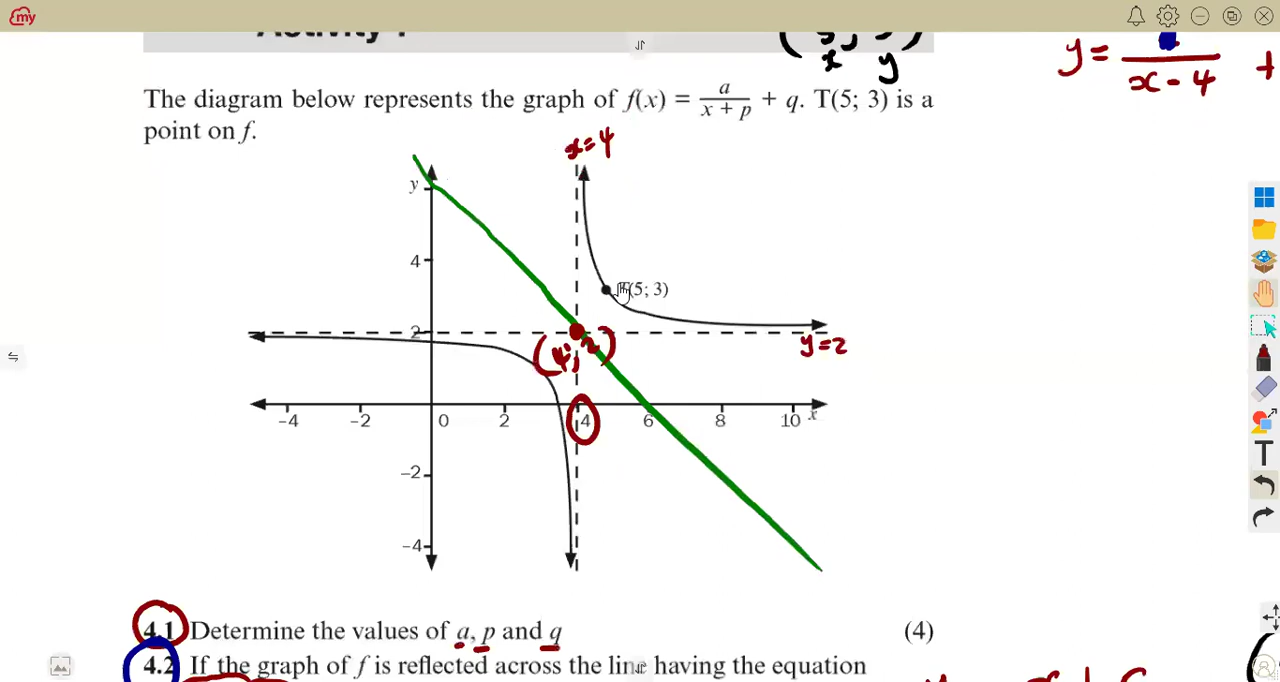 my
y =
x - 4 +
x y
The diagram below represents the graph of f(x) = a / x + p + q. T(5; 3) is a
point on f.
x = 4
y
4
T(5; 3)
2
(4; 2)
y = 2
-4 -2 0 2 4 6 8 10 x
-2
-4
4.1 Determine the values of a, p and q (4)
4.2 If the graph of f is reflected across the line having the equation
T